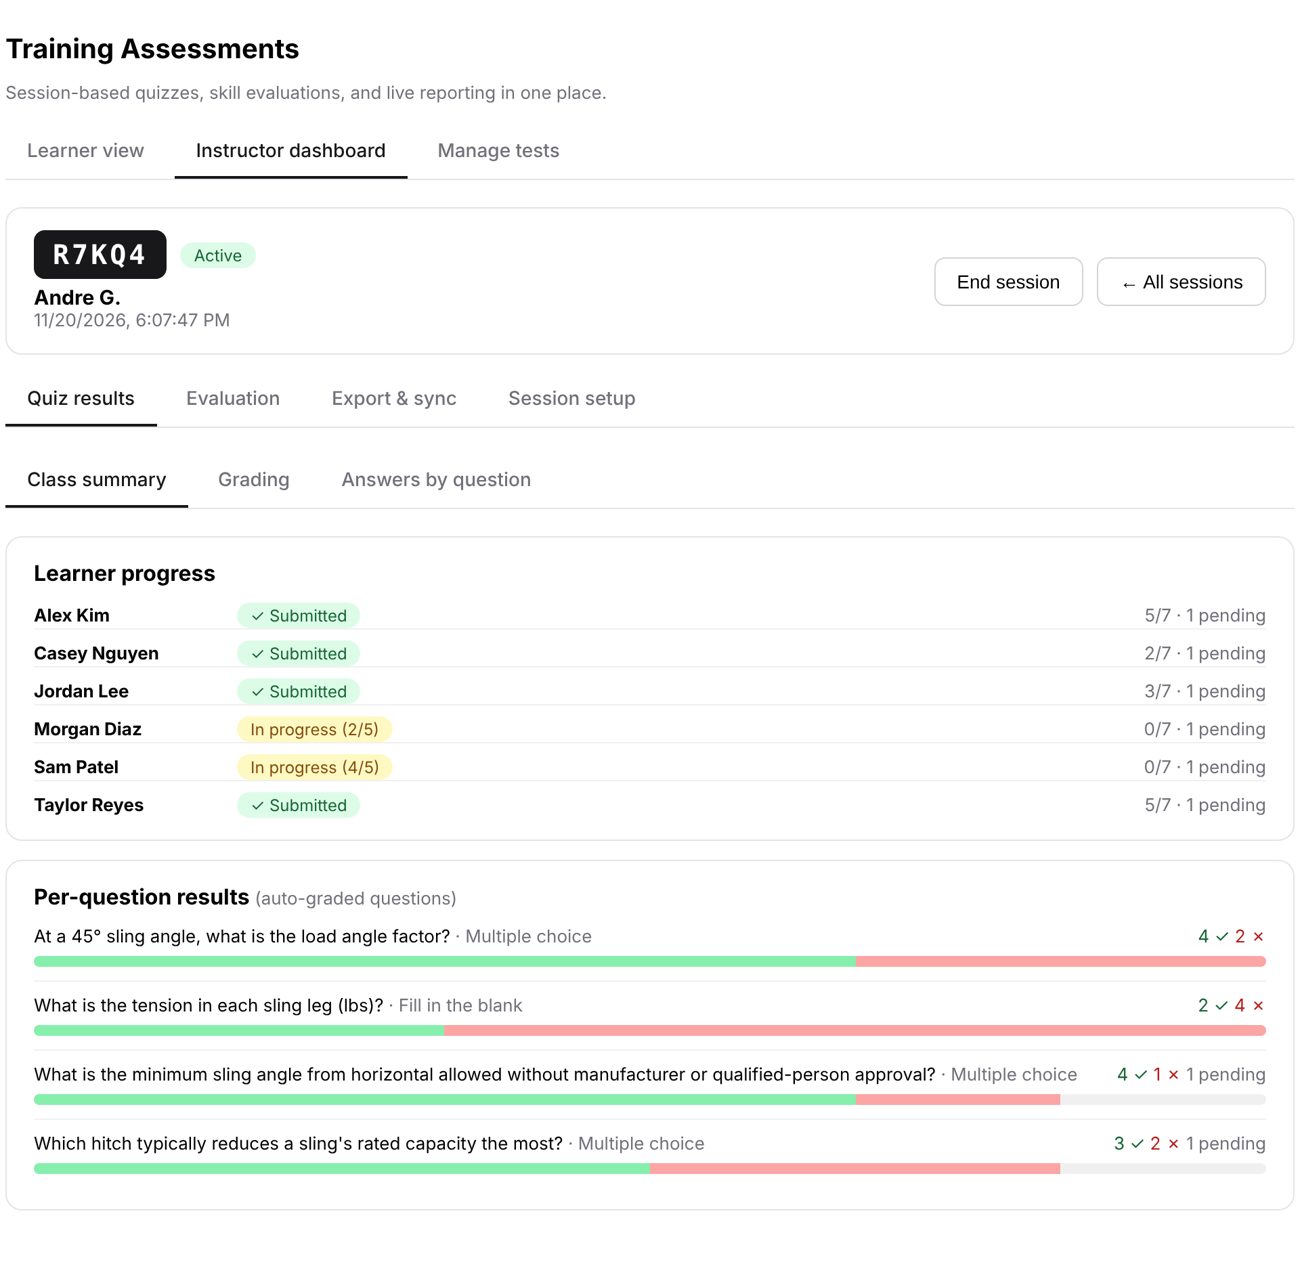 Training Assessments
Session-based quizzes, skill evaluations, and live reporting in one place.
Learner view Instructor dashboard Manage tests
R7KQ4 Active
Andre G.
11/20/2026, 6:07:47 PM
End session ← All sessions
Quiz results Evaluation Export & sync Session setup
Class summary Grading Answers by question
Learner progress
Alex Kim ✓ Submitted 5/7 · 1 pending
Casey Nguyen ✓ Submitted 2/7 · 1 pending
Jordan Lee ✓ Submitted 3/7 · 1 pending
Morgan Diaz In progress (2/5) 0/7 · 1 pending
Sam Patel In progress (4/5) 0/7 · 1 pending
Taylor Reyes ✓ Submitted 5/7 · 1 pending
Per-question results (auto-graded questions)
At a 45° sling angle, what is the load angle factor? · Multiple choice 4 ✓ 2 ×
What is the tension in each sling leg (lbs)? · Fill in the blank 2 ✓ 4 ×
What is the minimum sling angle from horizontal allowed without manufacturer or qualified-person approval? · Multiple choice 4 ✓ 1 × 1 pending
Which hitch typically reduces a sling's rated capacity the most? · Multiple choice 3 ✓ 2 × 1 pending